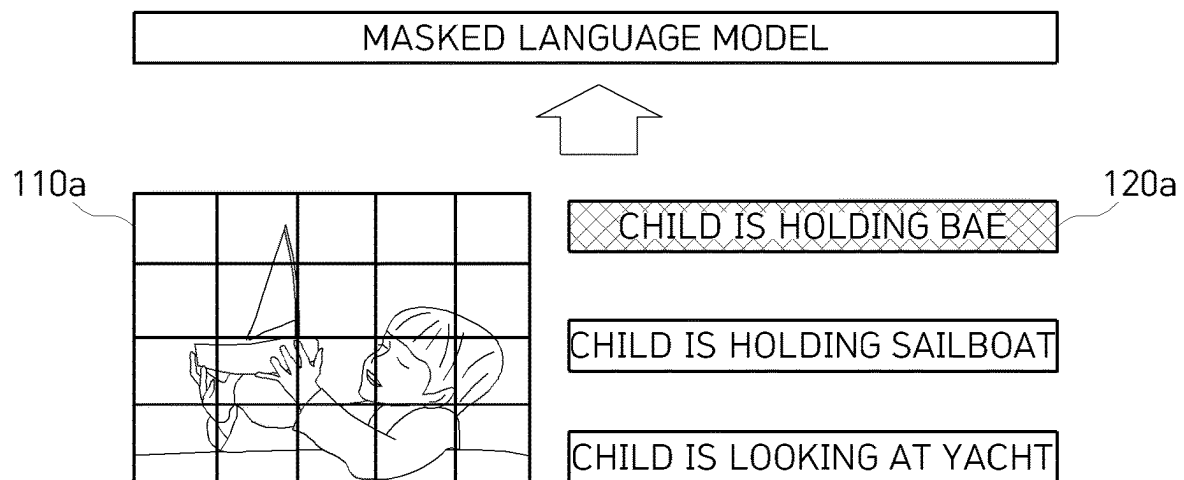 MASKED LANGUAGE MODEL
110a
120a
CHILD IS HOLDING BAE
CHILD IS HOLDING SAILBOAT
CHILD IS LOOKING AT YACHT